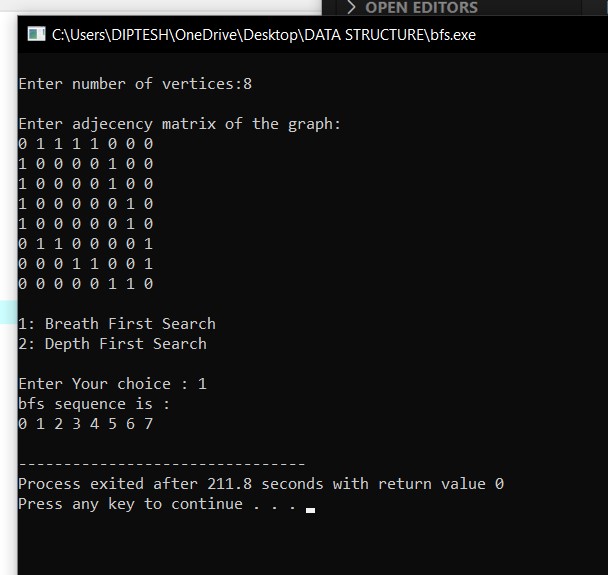 > OPEN EDITORS
C:\Users\DIPTESH\OneDrive\Desktop\DATA STRUCTURE\bfs.exe
Enter number of vertices:8
Enter adjecency matrix of the graph:
0 1 1 1 1 0 0 0
1 0 0 0 0 1 0 0
1 0 0 0 0 1 0 0
1 0 0 0 0 0 1 0
1 0 0 0 0 0 1 0
0 1 1 0 0 0 0 1
0 0 0 1 1 0 0 1
0 0 0 0 0 1 1 0
1: Breath First Search
2: Depth First Search
Enter Your choice : 1
bfs sequence is :
0 1 2 3 4 5 6 7
--------------------------------
Process exited after 211.8 seconds with return value 0
Press any key to continue . . .